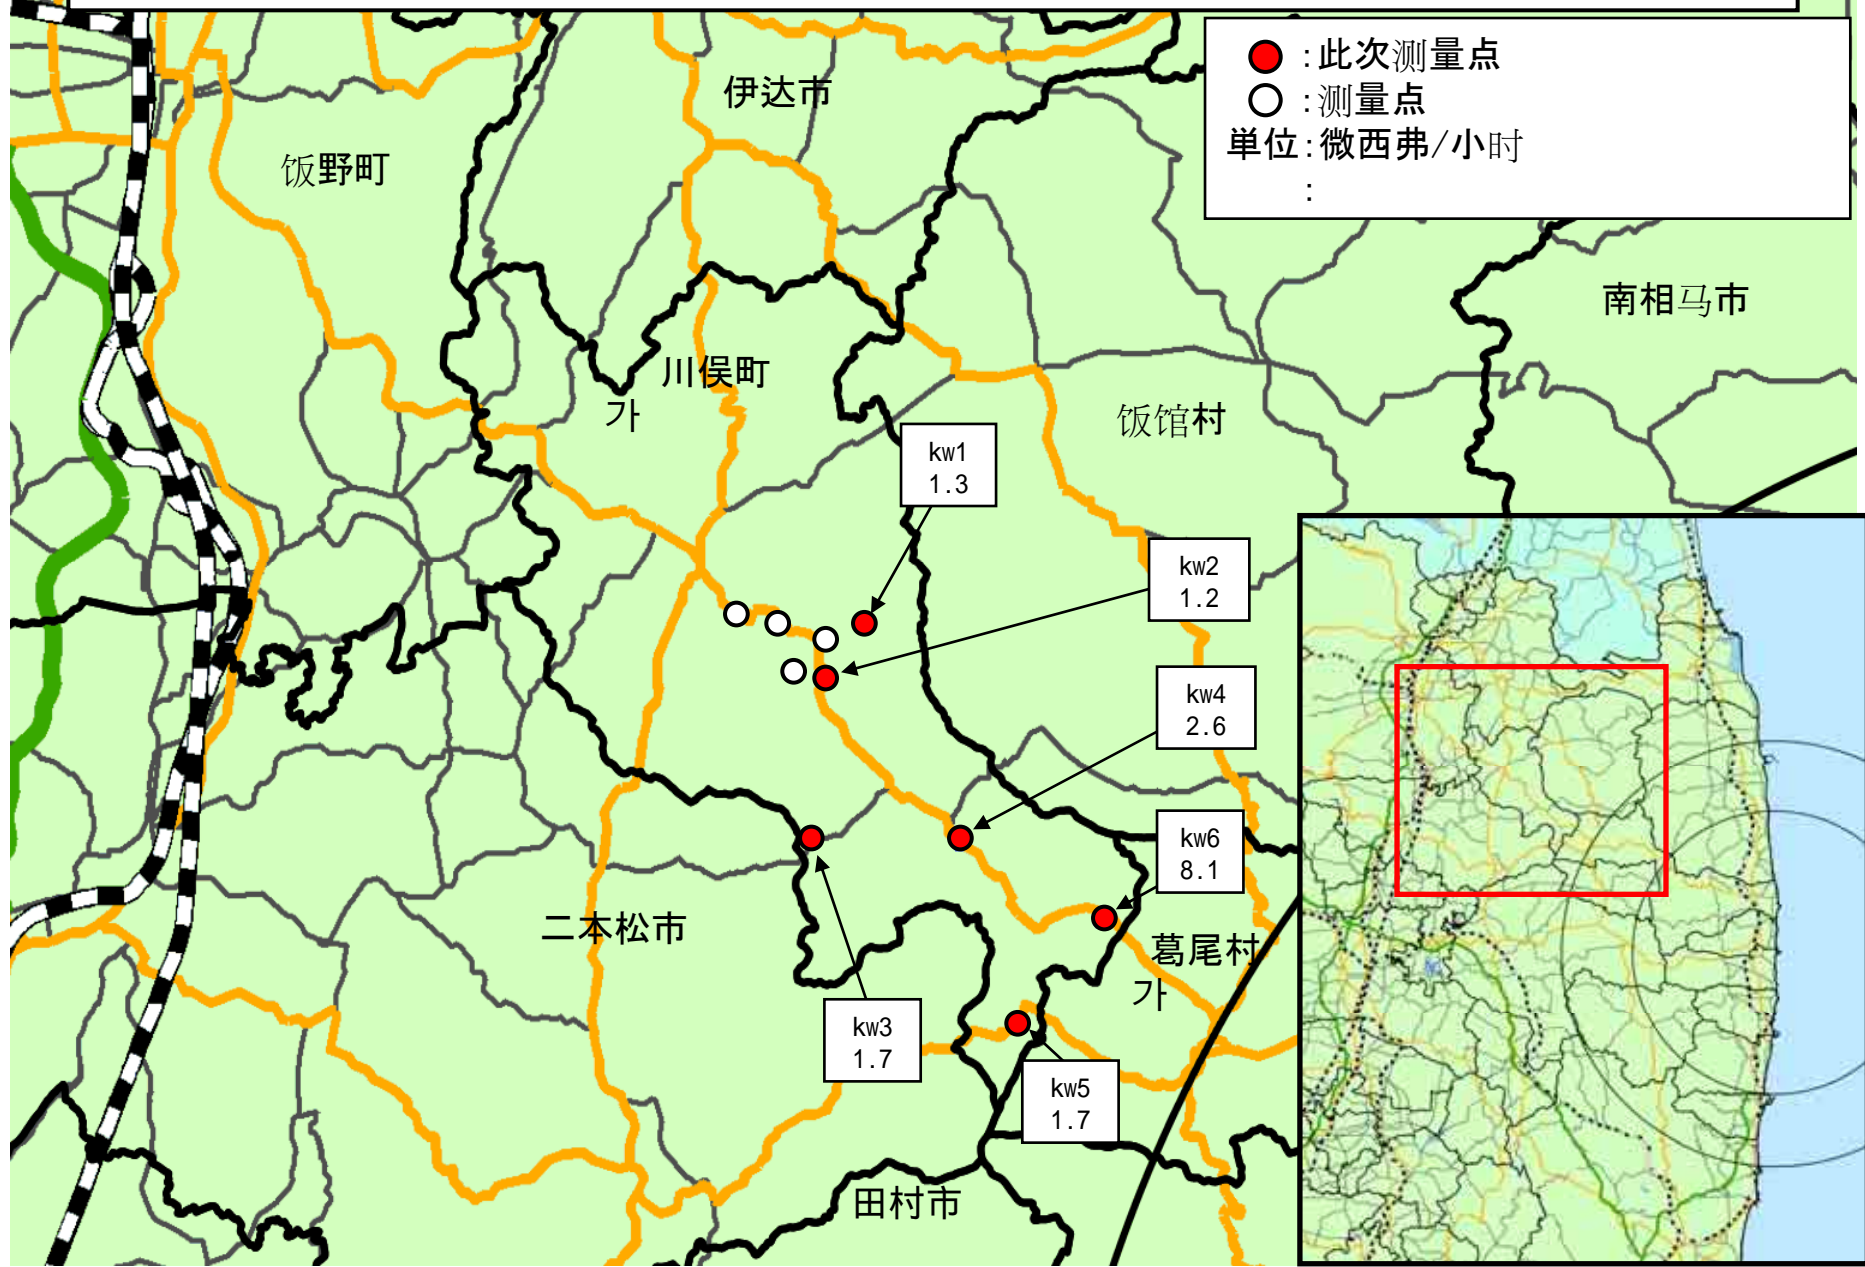 :此次测量点
:测量点
単位:微西弗/小时
:
伊达市
饭野町
南相马市
川俣町
가
饭馆村
kw1
1.3
kw2
1.2
kw4
2.6
kw6
8.1
二本松市
葛尾村
가
kw3
1.7
kw5
1.7
田村市